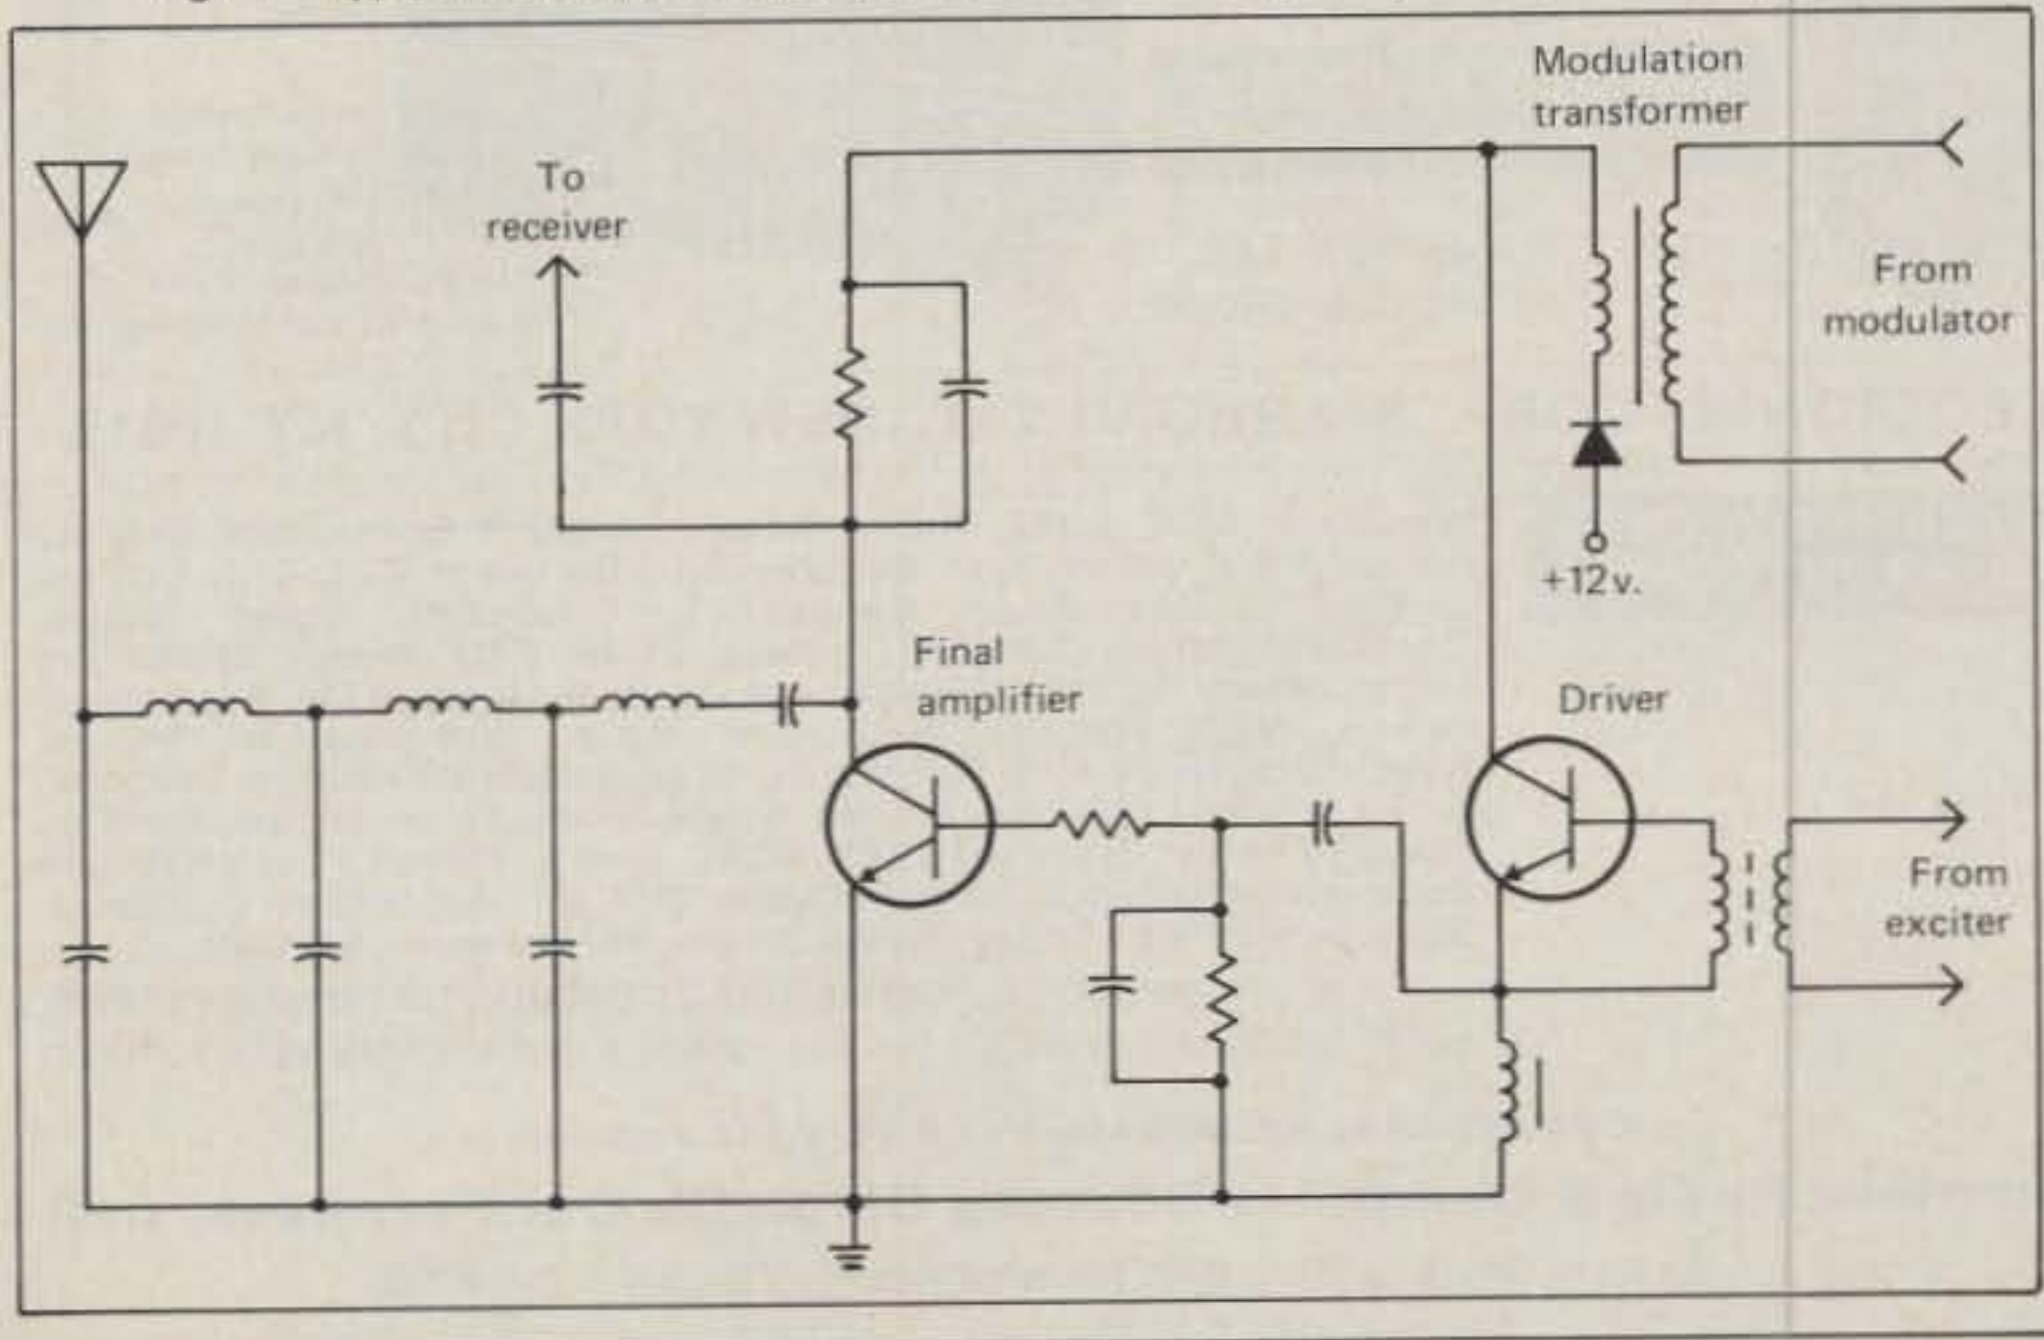 Modulation
transformer
To
receiver
From
modulator
+12v.
Final
amplifier
Driver
From
exciter